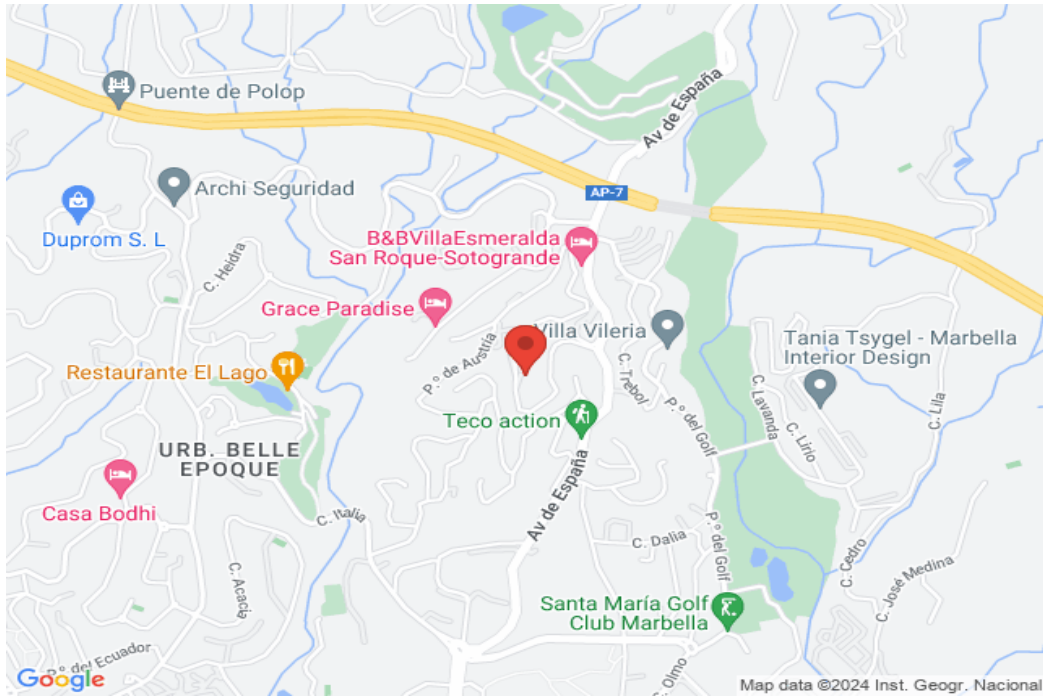 Av de España
Puente de Polop
Archi Seguridad
AP-7
Duprom S. L
B&BVillaEsmeralda
San Roque-Sotogrande
C. Heidra
Grace Paradise
Villa Vileria
Tania Tsygel - Marbella
Interior Design
P.º de Austria
C. Trebol
Restaurante El Lago
C. Lavanda
C. Lila
P.º del Golf
Teco action
C. Lirio
URB. BELLE
EPOQUE
Av de España
Casa Bodhi
C. Italia
P.º del Golf
C. Dalia
C. Cedro
C. José Medina
C. Acacia
Santa María Golf
Club Marbella
P.º del Ecuador
C. Olmo
Google
Map data ©2024 Inst. Geogr. Nacional